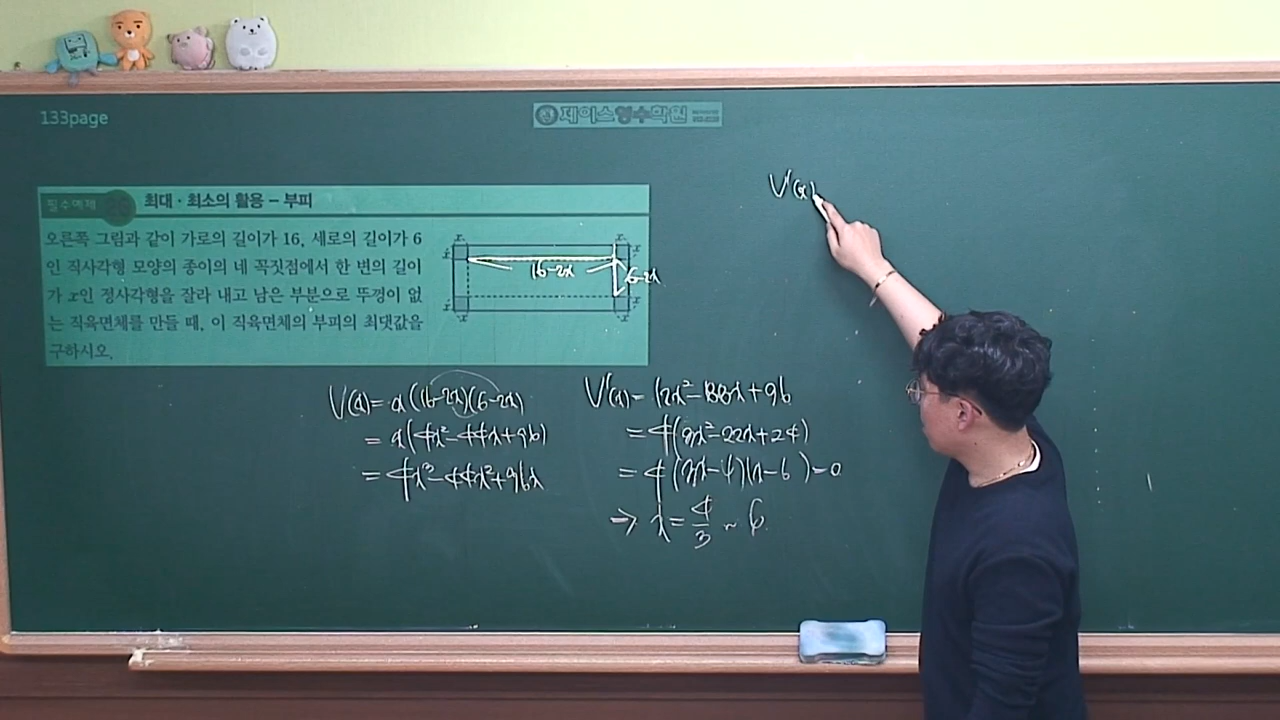 133page
제이스형수학원
필수예제
최대 · 최소의 활용 – 부피
오른쪽 그림과 같이 가로의 길이가 16, 세로의 길이가 6
인 직사각형 모양의 종이의 네 꼭짓점에서 한 변의 길이
가 x인 정사각형을 잘라 내고 남은 부분으로 뚜껑이 없
는 직육면체를 만들 때, 이 직육면체의 부피의 최댓값을
구하시오.
x x
x x
16-2x
6-2x
x x
x x
V(x)= x(16-2x)(6-2x)
= x(4x²-44x+96)
= 4x³-44x²+96x
V'(x)= 12x²-88x+96
= 4(3x²-22x+24)
= 4(3x-4)(x-6)=0
→ x= 4/3 ~ 6.
V'(x)